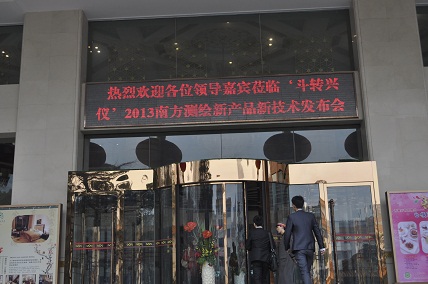 热烈欢迎各位领导嘉宾莅临‘斗转兴
仪’2013南方测绘新产品新技术发布会